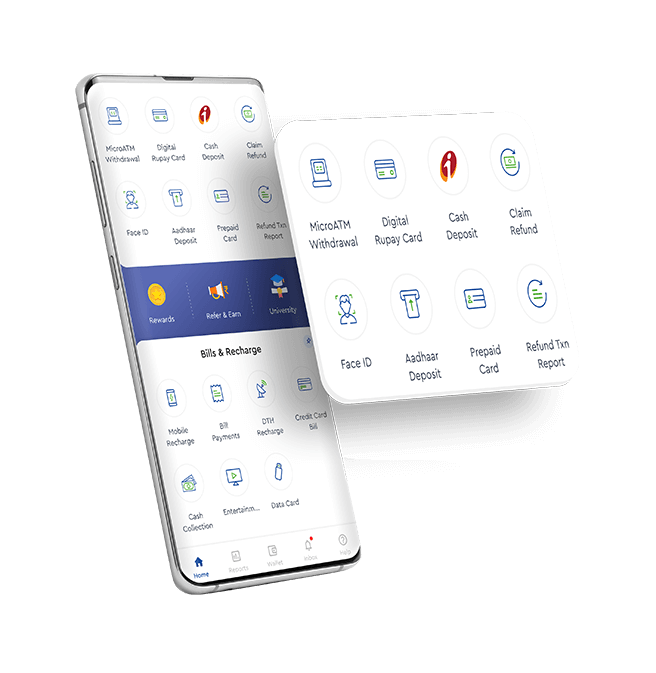 MicroATM
Withdrawal
Digital
Rupay Card
Cash
Deposit
Claim
Refund
Face ID
Aadhaar
Deposit
Prepaid
Card
Refund Txn
Report
Rewards
Refer & Earn
University
Bills & Recharge
Mobile
Recharge
Bill
Payments
DTH
Recharge
Credit Card
Bill
Cash
Collection
Entertainm...
Data Card
Home
Reports
Wallet
Inbox
Help
MicroATM
Withdrawal
Digital
Rupay Card
Cash
Deposit
Claim
Refund
Face ID
Aadhaar
Deposit
Prepaid
Card
Refund Txn
Report